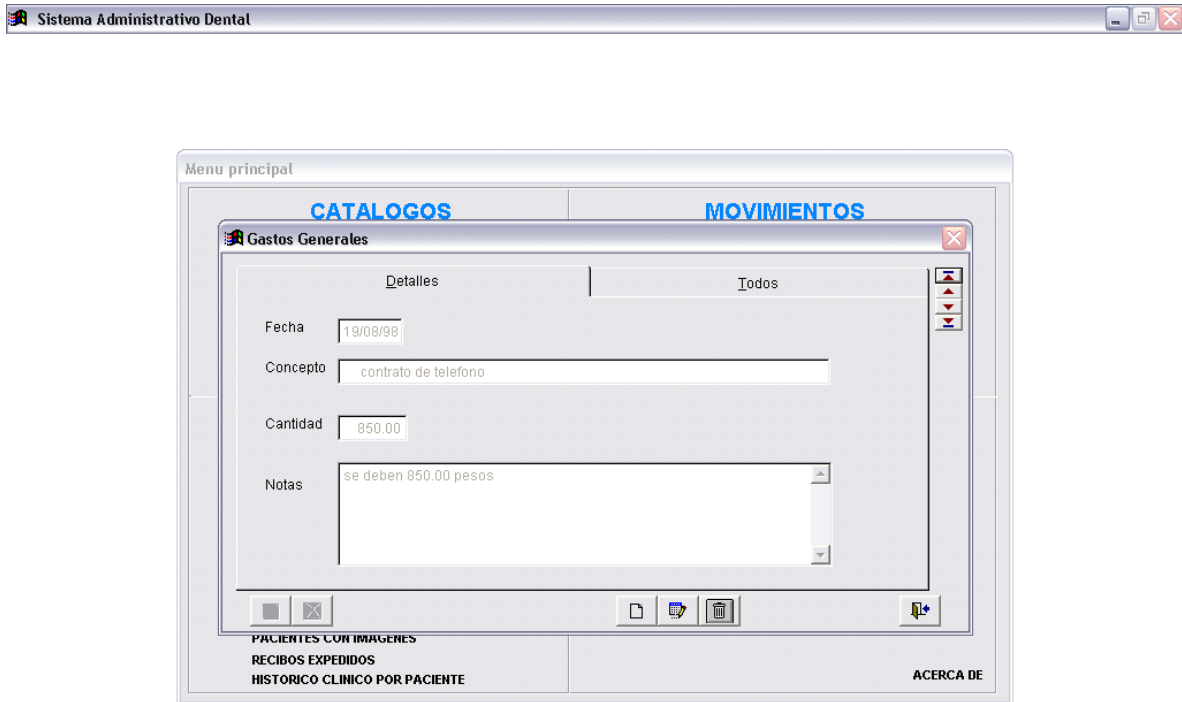 Sistema Administrativo Dental
Menu principal
CATALOGOS
MOVIMIENTOS
Gastos Generales
Detalles
Todos
Fecha
19/08/98
Concepto
contrato de telefono
Cantidad
850.00
Notas
se deben 850.00 pesos
PACIENTES CON IMAGENES
RECIBOS EXPEDIDOS
HISTORICO CLINICO POR PACIENTE
ACERCA DE